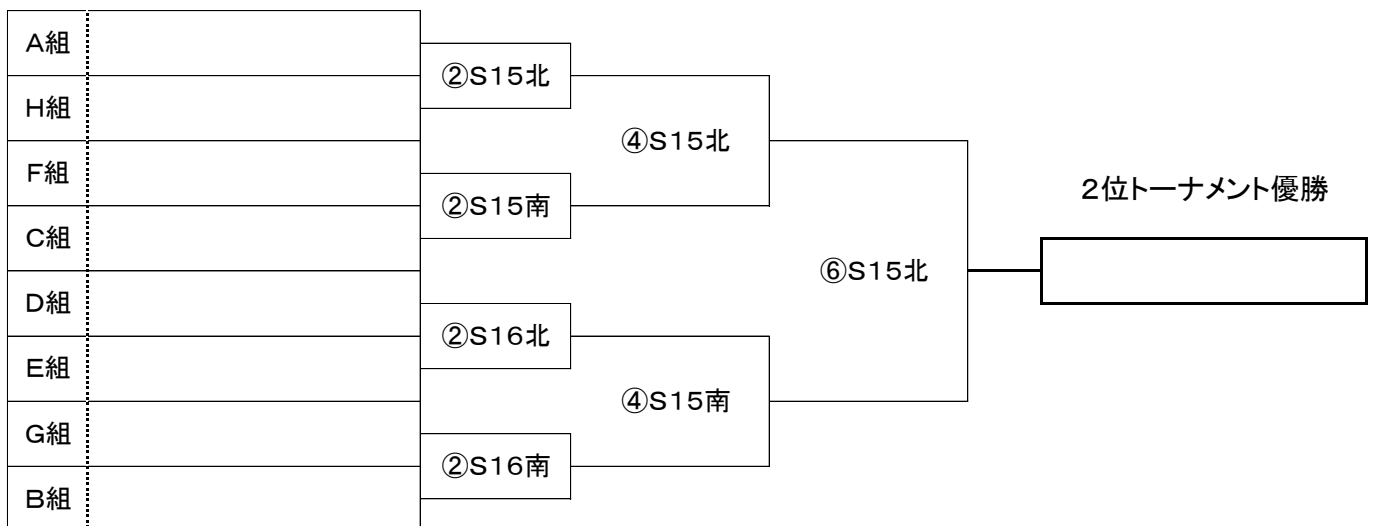 A組
②S15北
H組
④S15北
F組
2位トーナメント優勝
②S15南
C組
⑥S15北
D組
②S16北
E組
④S15南
G組
②S16南
B組